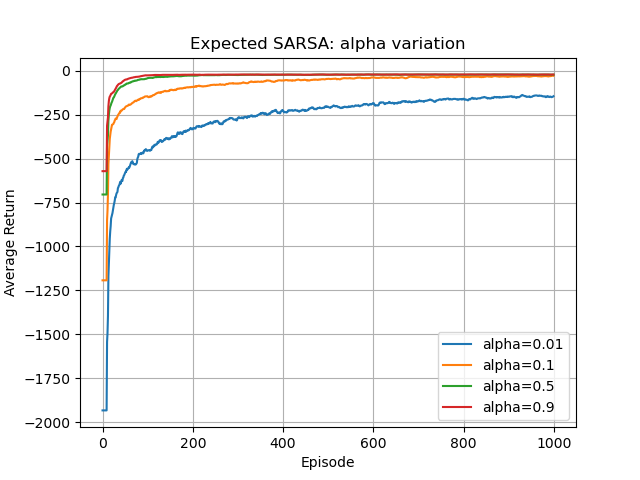 Expected SARSA: alpha variation
Average Return
0
−250
−500
−750
−1000
−1250
−1500
−1750
−2000
0
200
400
600
800
1000
Episode
alpha=0.01
alpha=0.1
alpha=0.5
alpha=0.9